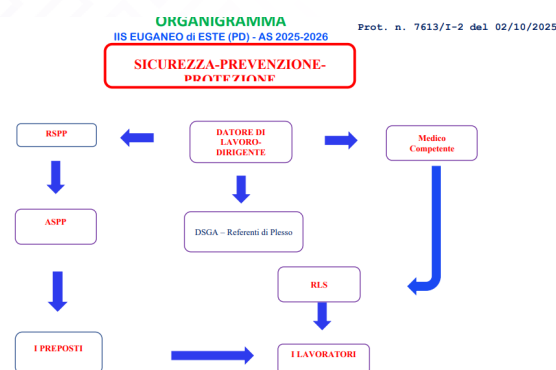 ORGANIGRAMMA
Prot. n. 7613/I-2 del 02/10/2025
IIS EUGANEO di ESTE (PD) - AS 2025-2026
SICUREZZA-PREVENZIONE-
PROTEZIONE
RSPP
DATORE DI
LAVORO-
DIRIGENTE
Medico
Competente
ASPP
DSGA – Referenti di Plesso
RLS
I PREPOSTI
I LAVORATORI